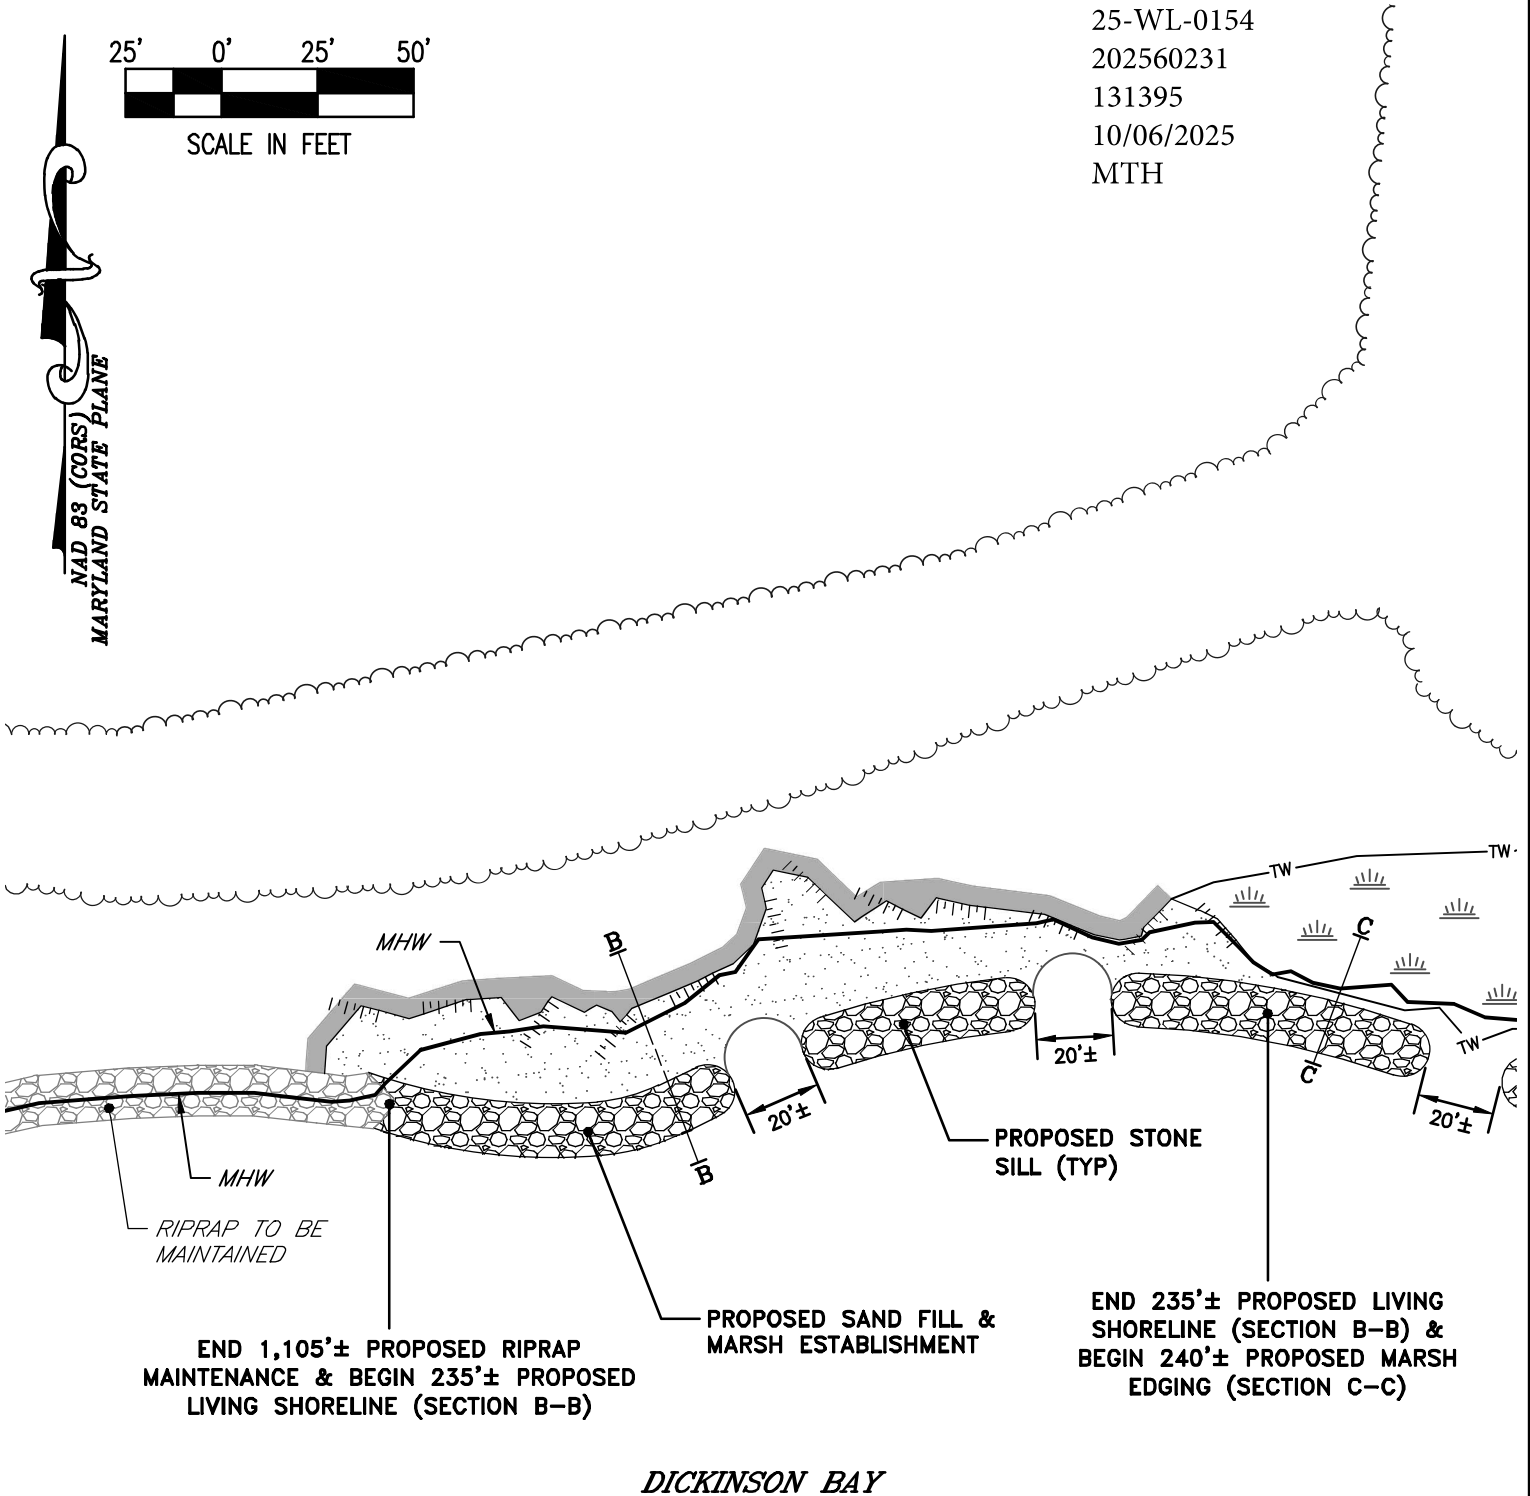 25' 0' 25' 50'
SCALE IN FEET
25-WL-0154
202560231
131395
10/06/2025
MTH
NAD 83 (CORS)
MARYLAND STATE PLANE
TW
TW
MHW
B
C
TW
C
20'±
20'±
20'±
B
PROPOSED STONE
SILL (TYP)
MHW
RIPRAP TO BE
MAINTAINED
PROPOSED SAND FILL &
MARSH ESTABLISHMENT
END 1,105'± PROPOSED RIPRAP
MAINTENANCE & BEGIN 235'± PROPOSED
LIVING SHORELINE (SECTION B-B)
END 235'± PROPOSED LIVING
SHORELINE (SECTION B-B) &
BEGIN 240'± PROPOSED MARSH
EDGING (SECTION C-C)
DICKINSON BAY